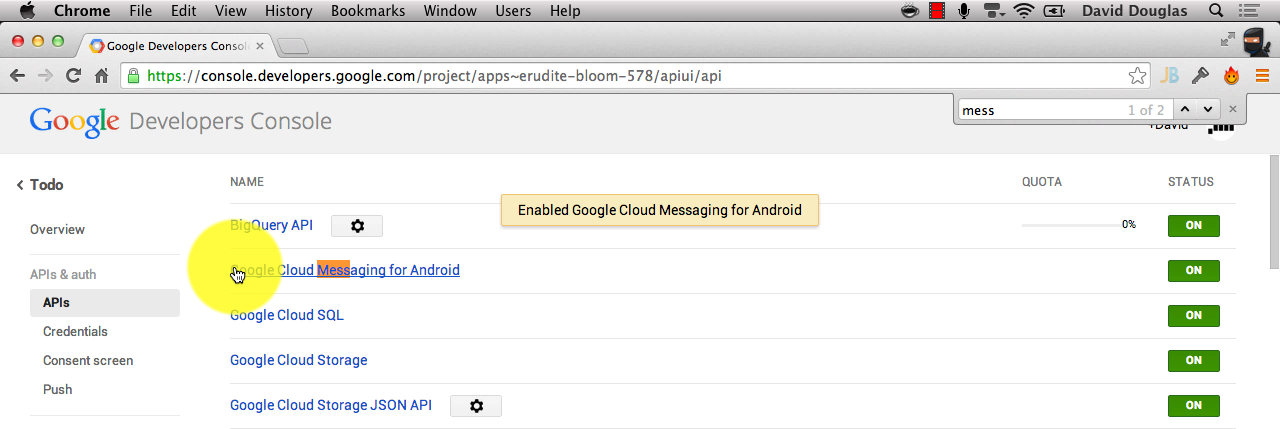 Chrome File Edit View History Bookmarks Window Users Help David Douglas
Google Developers Consol
https://console.developers.google.com/project/apps~erudite-bloom-578/apiui/api
JB
mess 1 of 2
Google Developers Console
+David
Todo
NAME QUOTA STATUS
Enabled Google Cloud Messaging for Android
Overview
BigQuery API 0% ON
APIs & auth
Google Cloud Messaging for Android ON
APIs
Google Cloud SQL ON
Credentials
Consent screen
Google Cloud Storage ON
Push
Google Cloud Storage JSON API ON